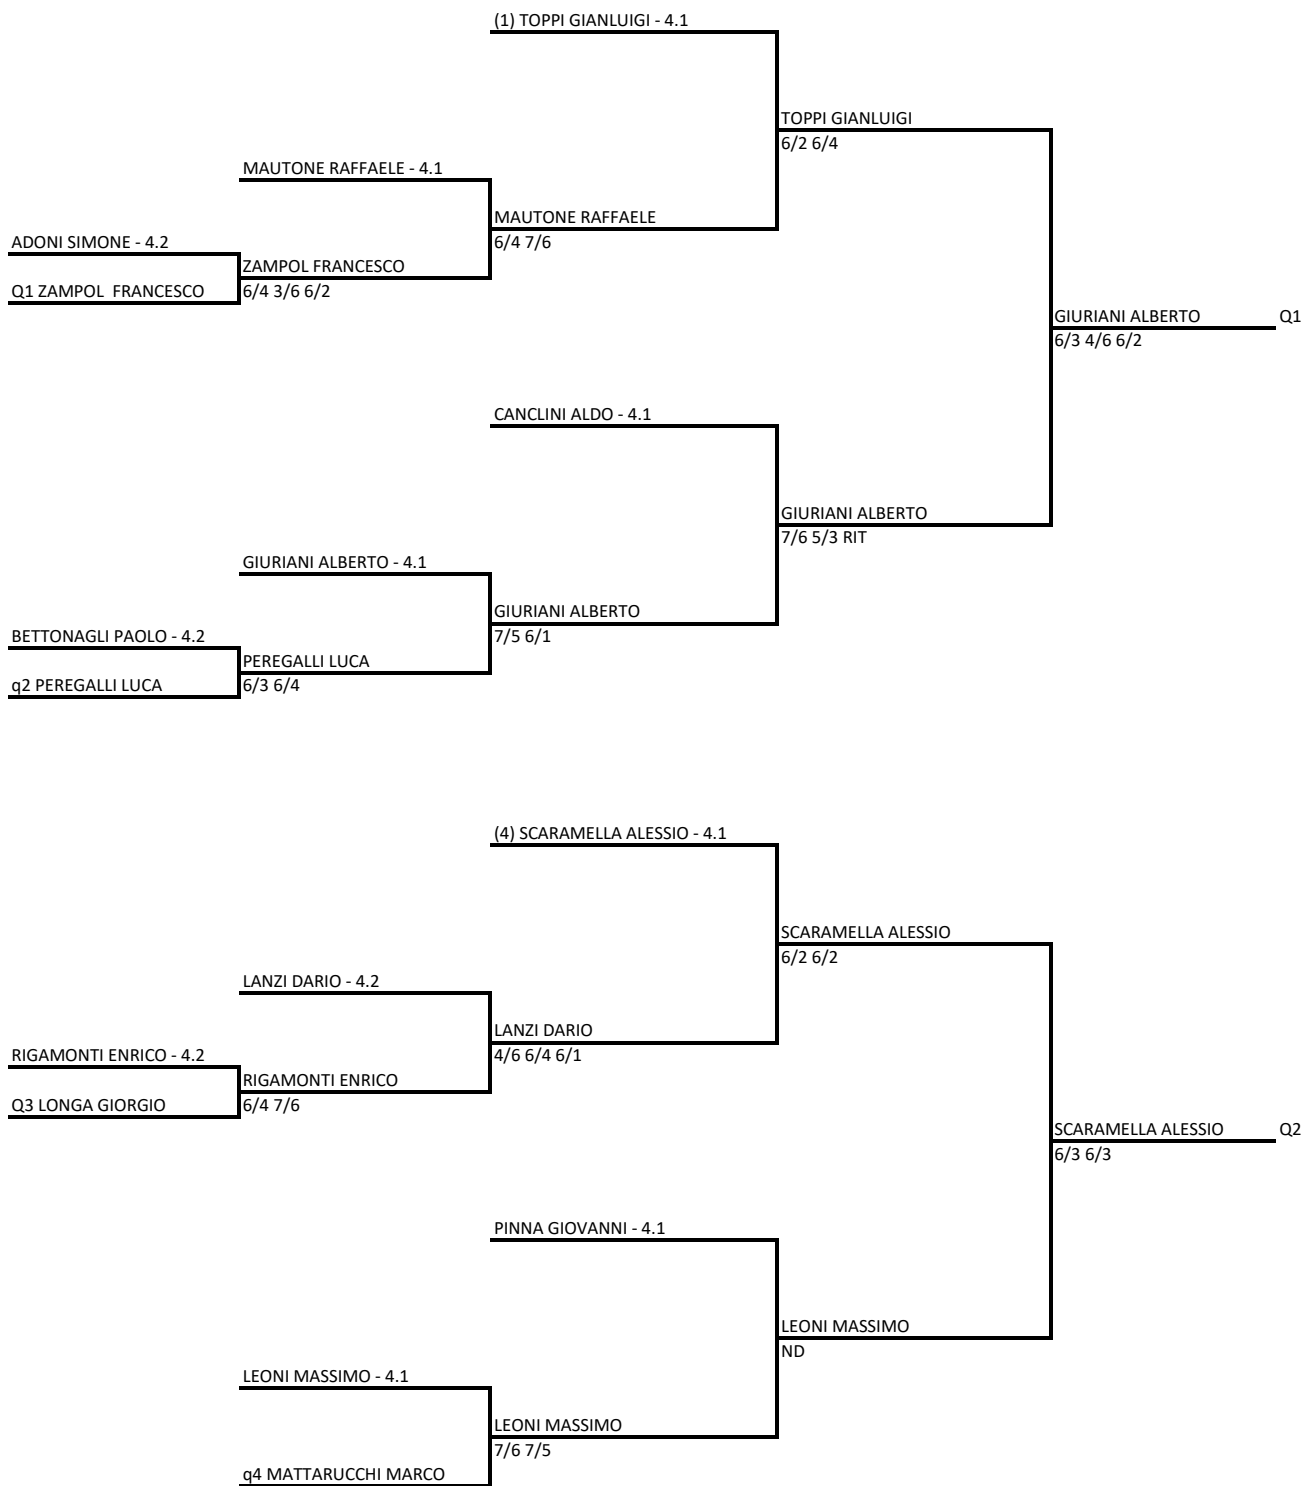 (1) TOPPI GIANLUIGI - 4.1
TOPPI GIANLUIGI
6/2 6/4
MAUTONE RAFFAELE - 4.1
MAUTONE RAFFAELE
6/4 7/6
ADONI SIMONE - 4.2
ZAMPOL FRANCESCO
Q1 ZAMPOL  FRANCESCO
6/4 3/6 6/2
GIURIANI ALBERTO
Q1
6/3 4/6 6/2
CANCLINI ALDO - 4.1
GIURIANI ALBERTO
7/6 5/3 RIT
GIURIANI ALBERTO - 4.1
GIURIANI ALBERTO
7/5 6/1
BETTONAGLI PAOLO - 4.2
PEREGALLI LUCA
q2 PEREGALLI LUCA
6/3 6/4
(4) SCARAMELLA ALESSIO - 4.1
SCARAMELLA ALESSIO
6/2 6/2
LANZI DARIO - 4.2
LANZI DARIO
4/6 6/4 6/1
RIGAMONTI ENRICO - 4.2
RIGAMONTI ENRICO
Q3 LONGA GIORGIO
6/4 7/6
SCARAMELLA ALESSIO
Q2
6/3 6/3
PINNA GIOVANNI - 4.1
LEONI MASSIMO
ND
LEONI MASSIMO - 4.1
LEONI MASSIMO
7/6 7/5
q4 MATTARUCCHI MARCO